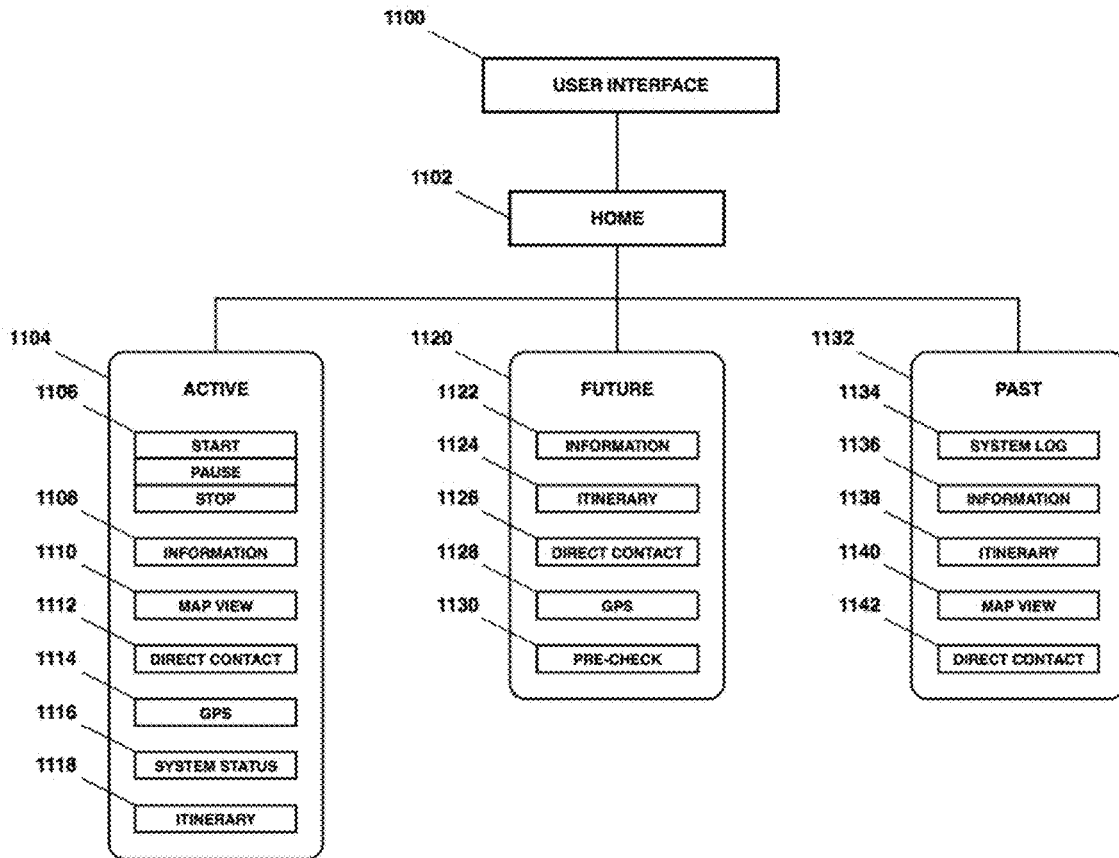 1100
USER INTERFACE
1102
HOME
1104
ACTIVE
1106
START
PAUSE
STOP
1108
INFORMATION
1110
MAP VIEW
1112
DIRECT CONTACT
1114
GPS
1116
SYSTEM STATUS
1118
ITINERARY
1120
FUTURE
1122
INFORMATION
1124
ITINERARY
1126
DIRECT CONTACT
1128
GPS
1130
PRE-CHECK
1132
PAST
1134
SYSTEM LOG
1136
INFORMATION
1138
ITINERARY
1140
MAP VIEW
1142
DIRECT CONTACT